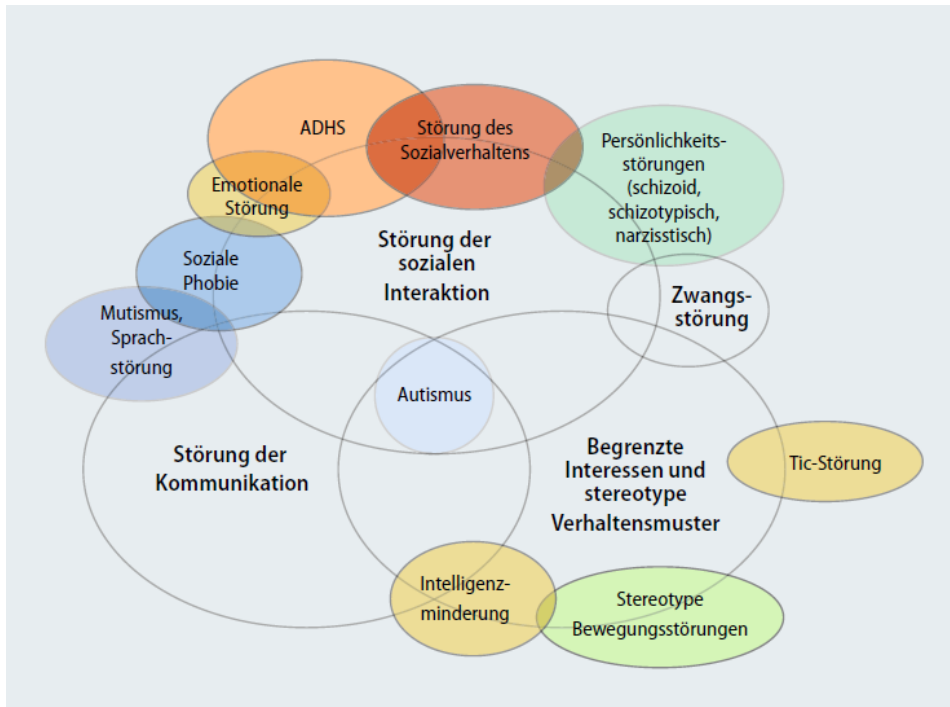 ADHS
Störung des
Sozialverhaltens
Persönlichkeits-
störungen
(schizoid,
schizotypisch,
narzisstisch)
Emotionale
Störung
Störung der
sozialen
Interaktion
Soziale
Phobie
Zwangs-
störung
Mutismus,
Sprach-
störung
Autismus
Störung der
Kommunikation
Begrenzte
Interessen und
stereotype
Verhaltensmuster
Tic-Störung
Intelligenz-
minderung
Stereotype
Bewegungsstörungen